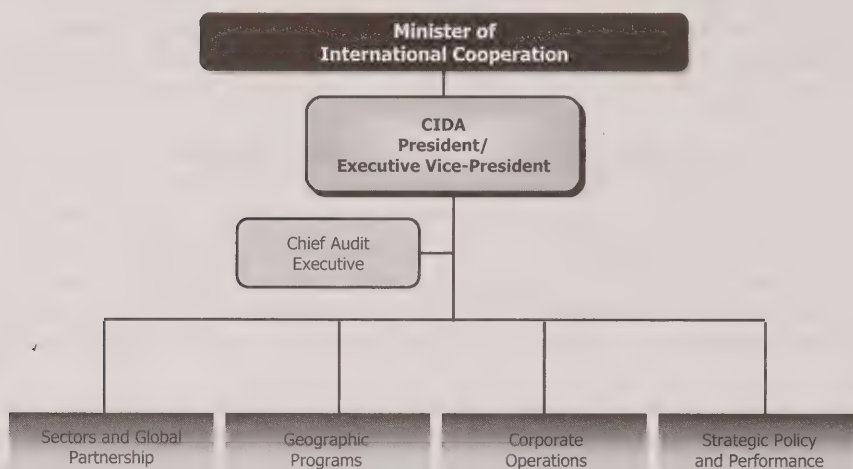 Minister of
International Cooperation
CIDA
President/
Executive Vice-President
Chief Audit
Executive
Sectors and Global
Partnership
Geographic
Programs
Corporate
Operations
Strategic Policy
and Performance